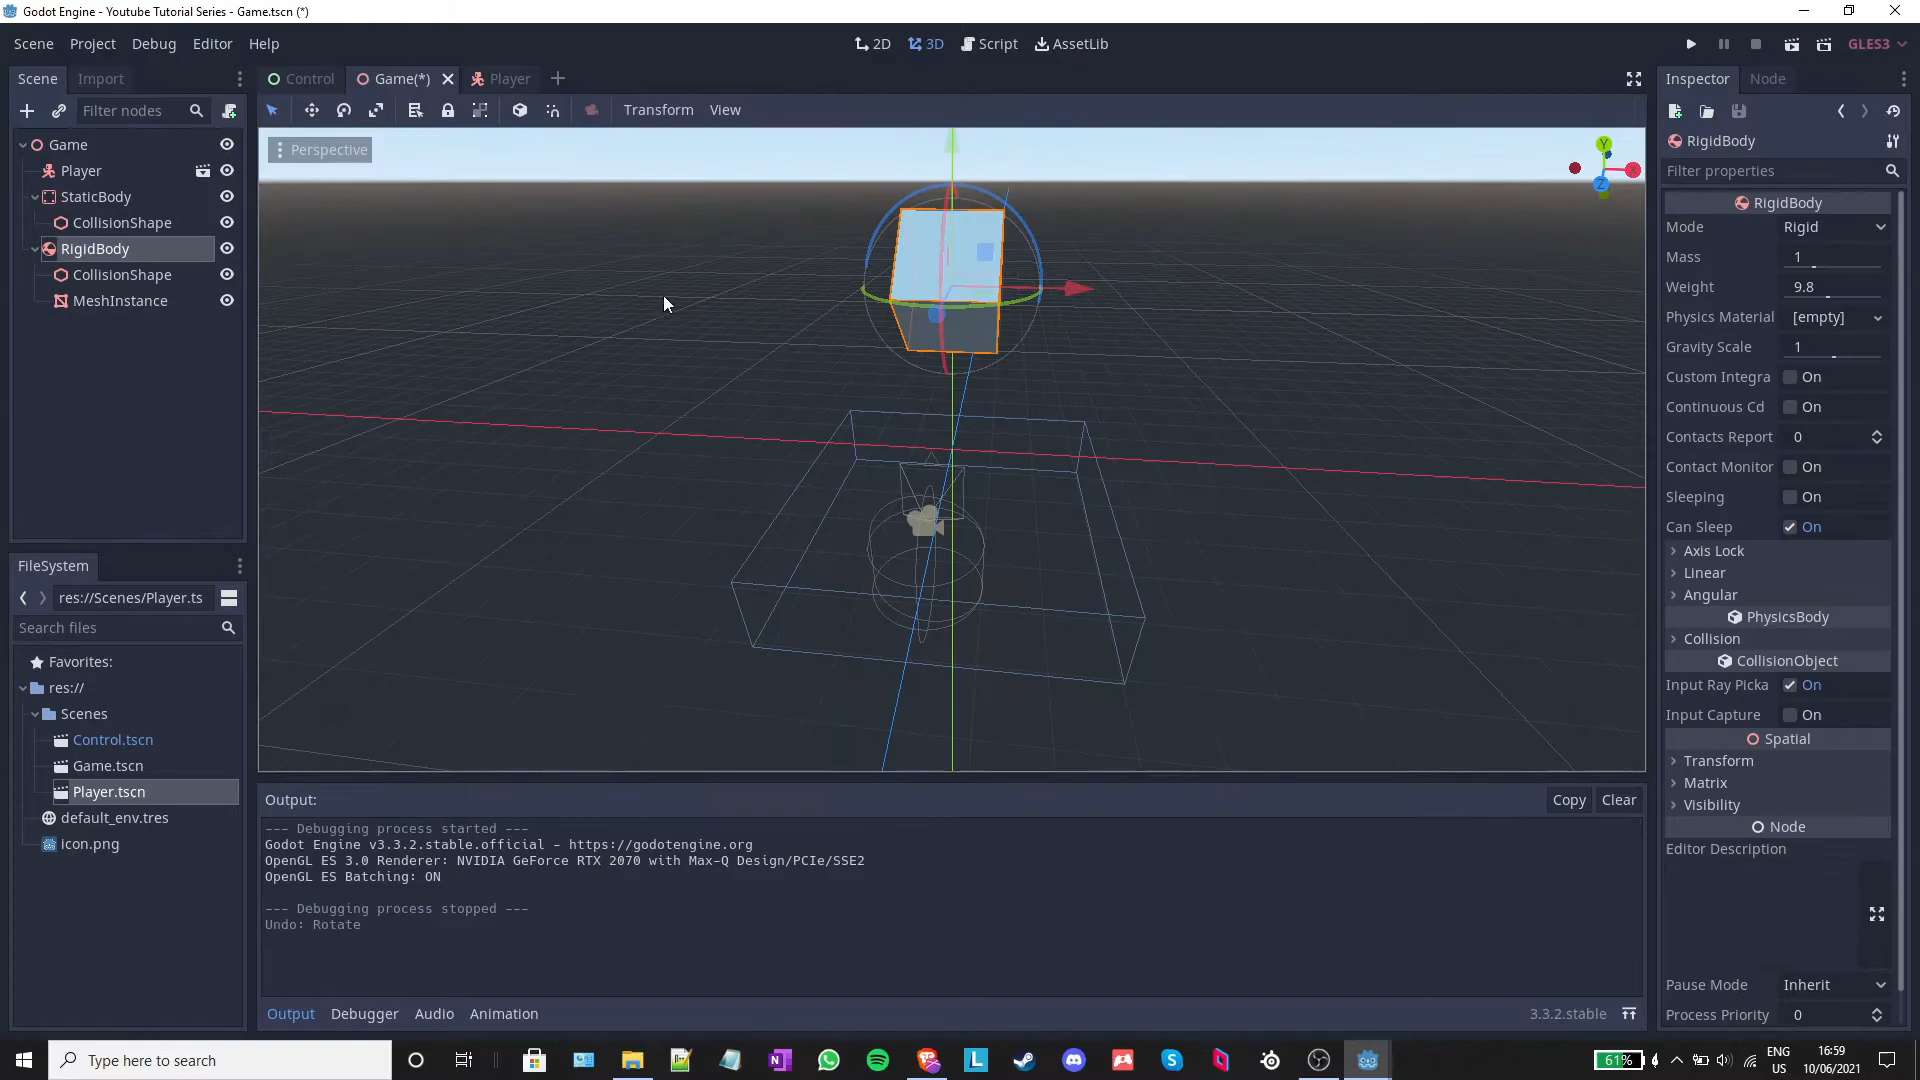 Godot Engine - Youtube Tutorial Series - Game.tscn (*)
Scene Project Debug Editor Help
2D 3D Script AssetLib
GLES3
Scene Import
Control Game(*) Player
Inspector Node
Filter nodes
Transform View
Perspective
Y
X
Z
Game
Player
StaticBody
CollisionShape
RigidBody
CollisionShape
MeshInstance
FileSystem
res://Scenes/Player.ts
Search files
Favorites:
res://
Scenes
Control.tscn
Game.tscn
Player.tscn
default_env.tres
icon.png
Output:
Copy Clear
--- Debugging process started ---
Godot Engine v3.3.2.stable.official - https://godotengine.org
OpenGL ES 3.0 Renderer: NVIDIA GeForce RTX 2070 with Max-Q Design/PCIe/SSE2
OpenGL ES Batching: ON
--- Debugging process stopped ---
Undo: Rotate
Output Debugger Audio Animation
3.3.2.stable
RigidBody
Filter properties
RigidBody
Mode Rigid
Mass 1
Weight 9.8
Physics Material [empty]
Gravity Scale 1
Custom Integra On
Continuous Cd On
Contacts Report 0
Contact Monitor On
Sleeping On
Can Sleep On
Axis Lock
Linear
Angular
PhysicsBody
Collision
CollisionObject
Input Ray Picka On
Input Capture On
Spatial
Transform
Matrix
Visibility
Node
Editor Description
Pause Mode Inherit
Process Priority 0
Type here to search
61%
ENG
US
16:59
10/06/2021